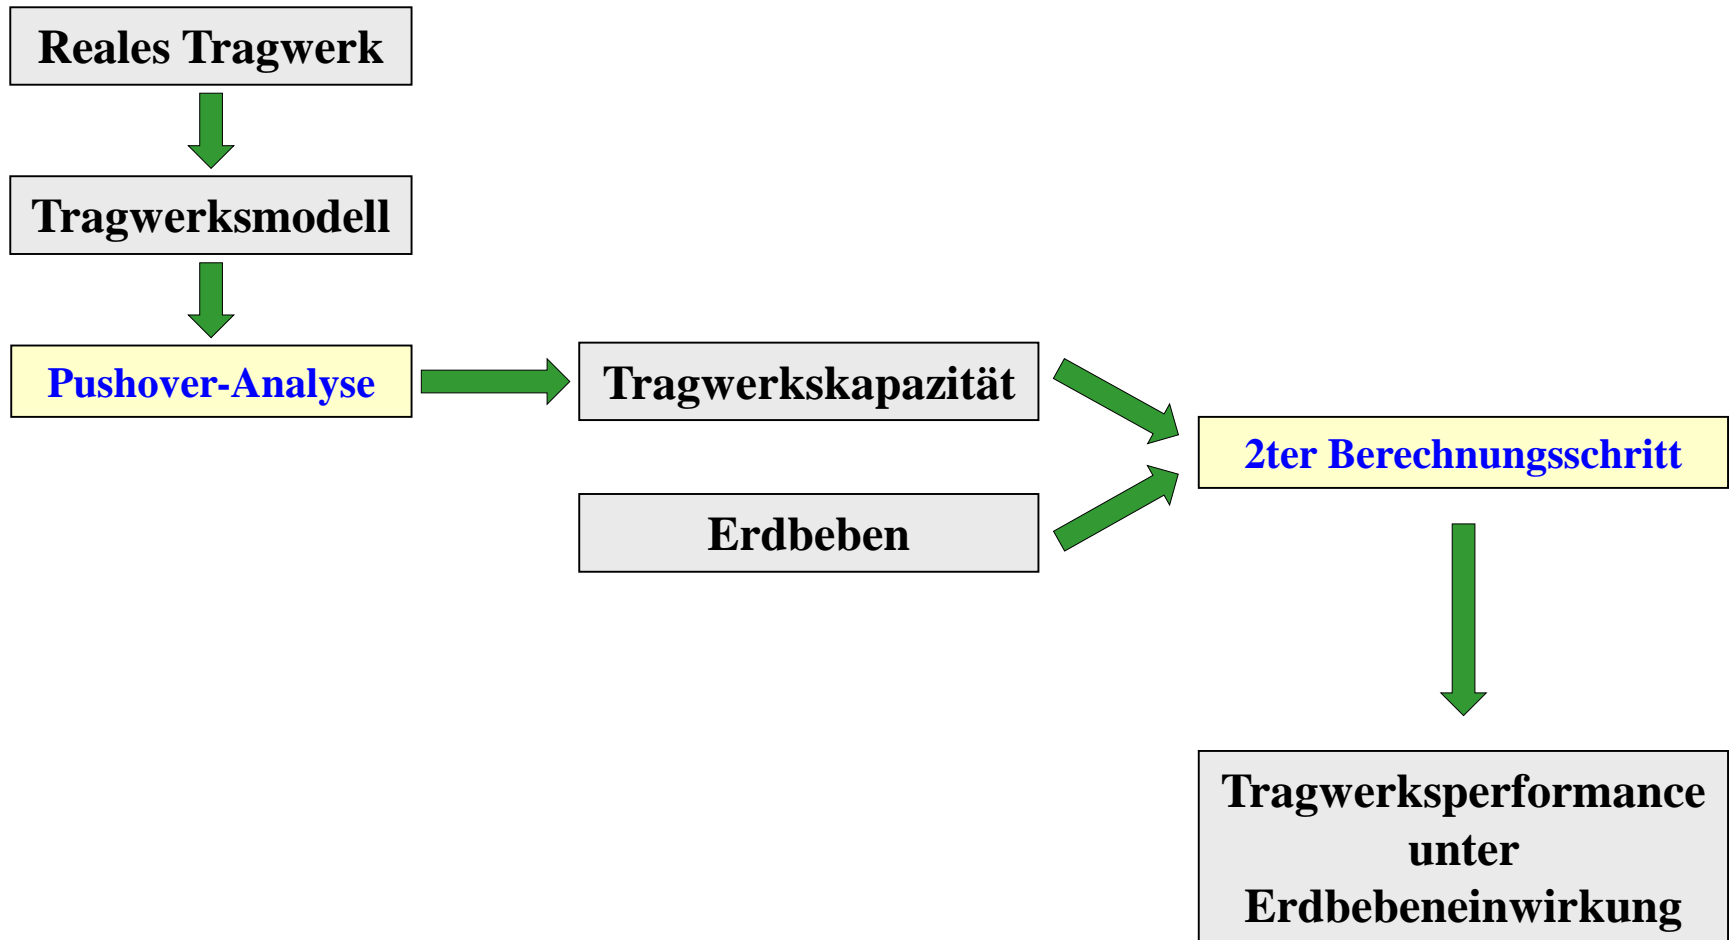 Reales Tragwerk
Tragwerksmodell
Pushover-Analyse
Tragwerkskapazität
Erdbeben
2ter Berechnungsschritt
Tragwerksperformance
unter
Erdbebeneinwirkung